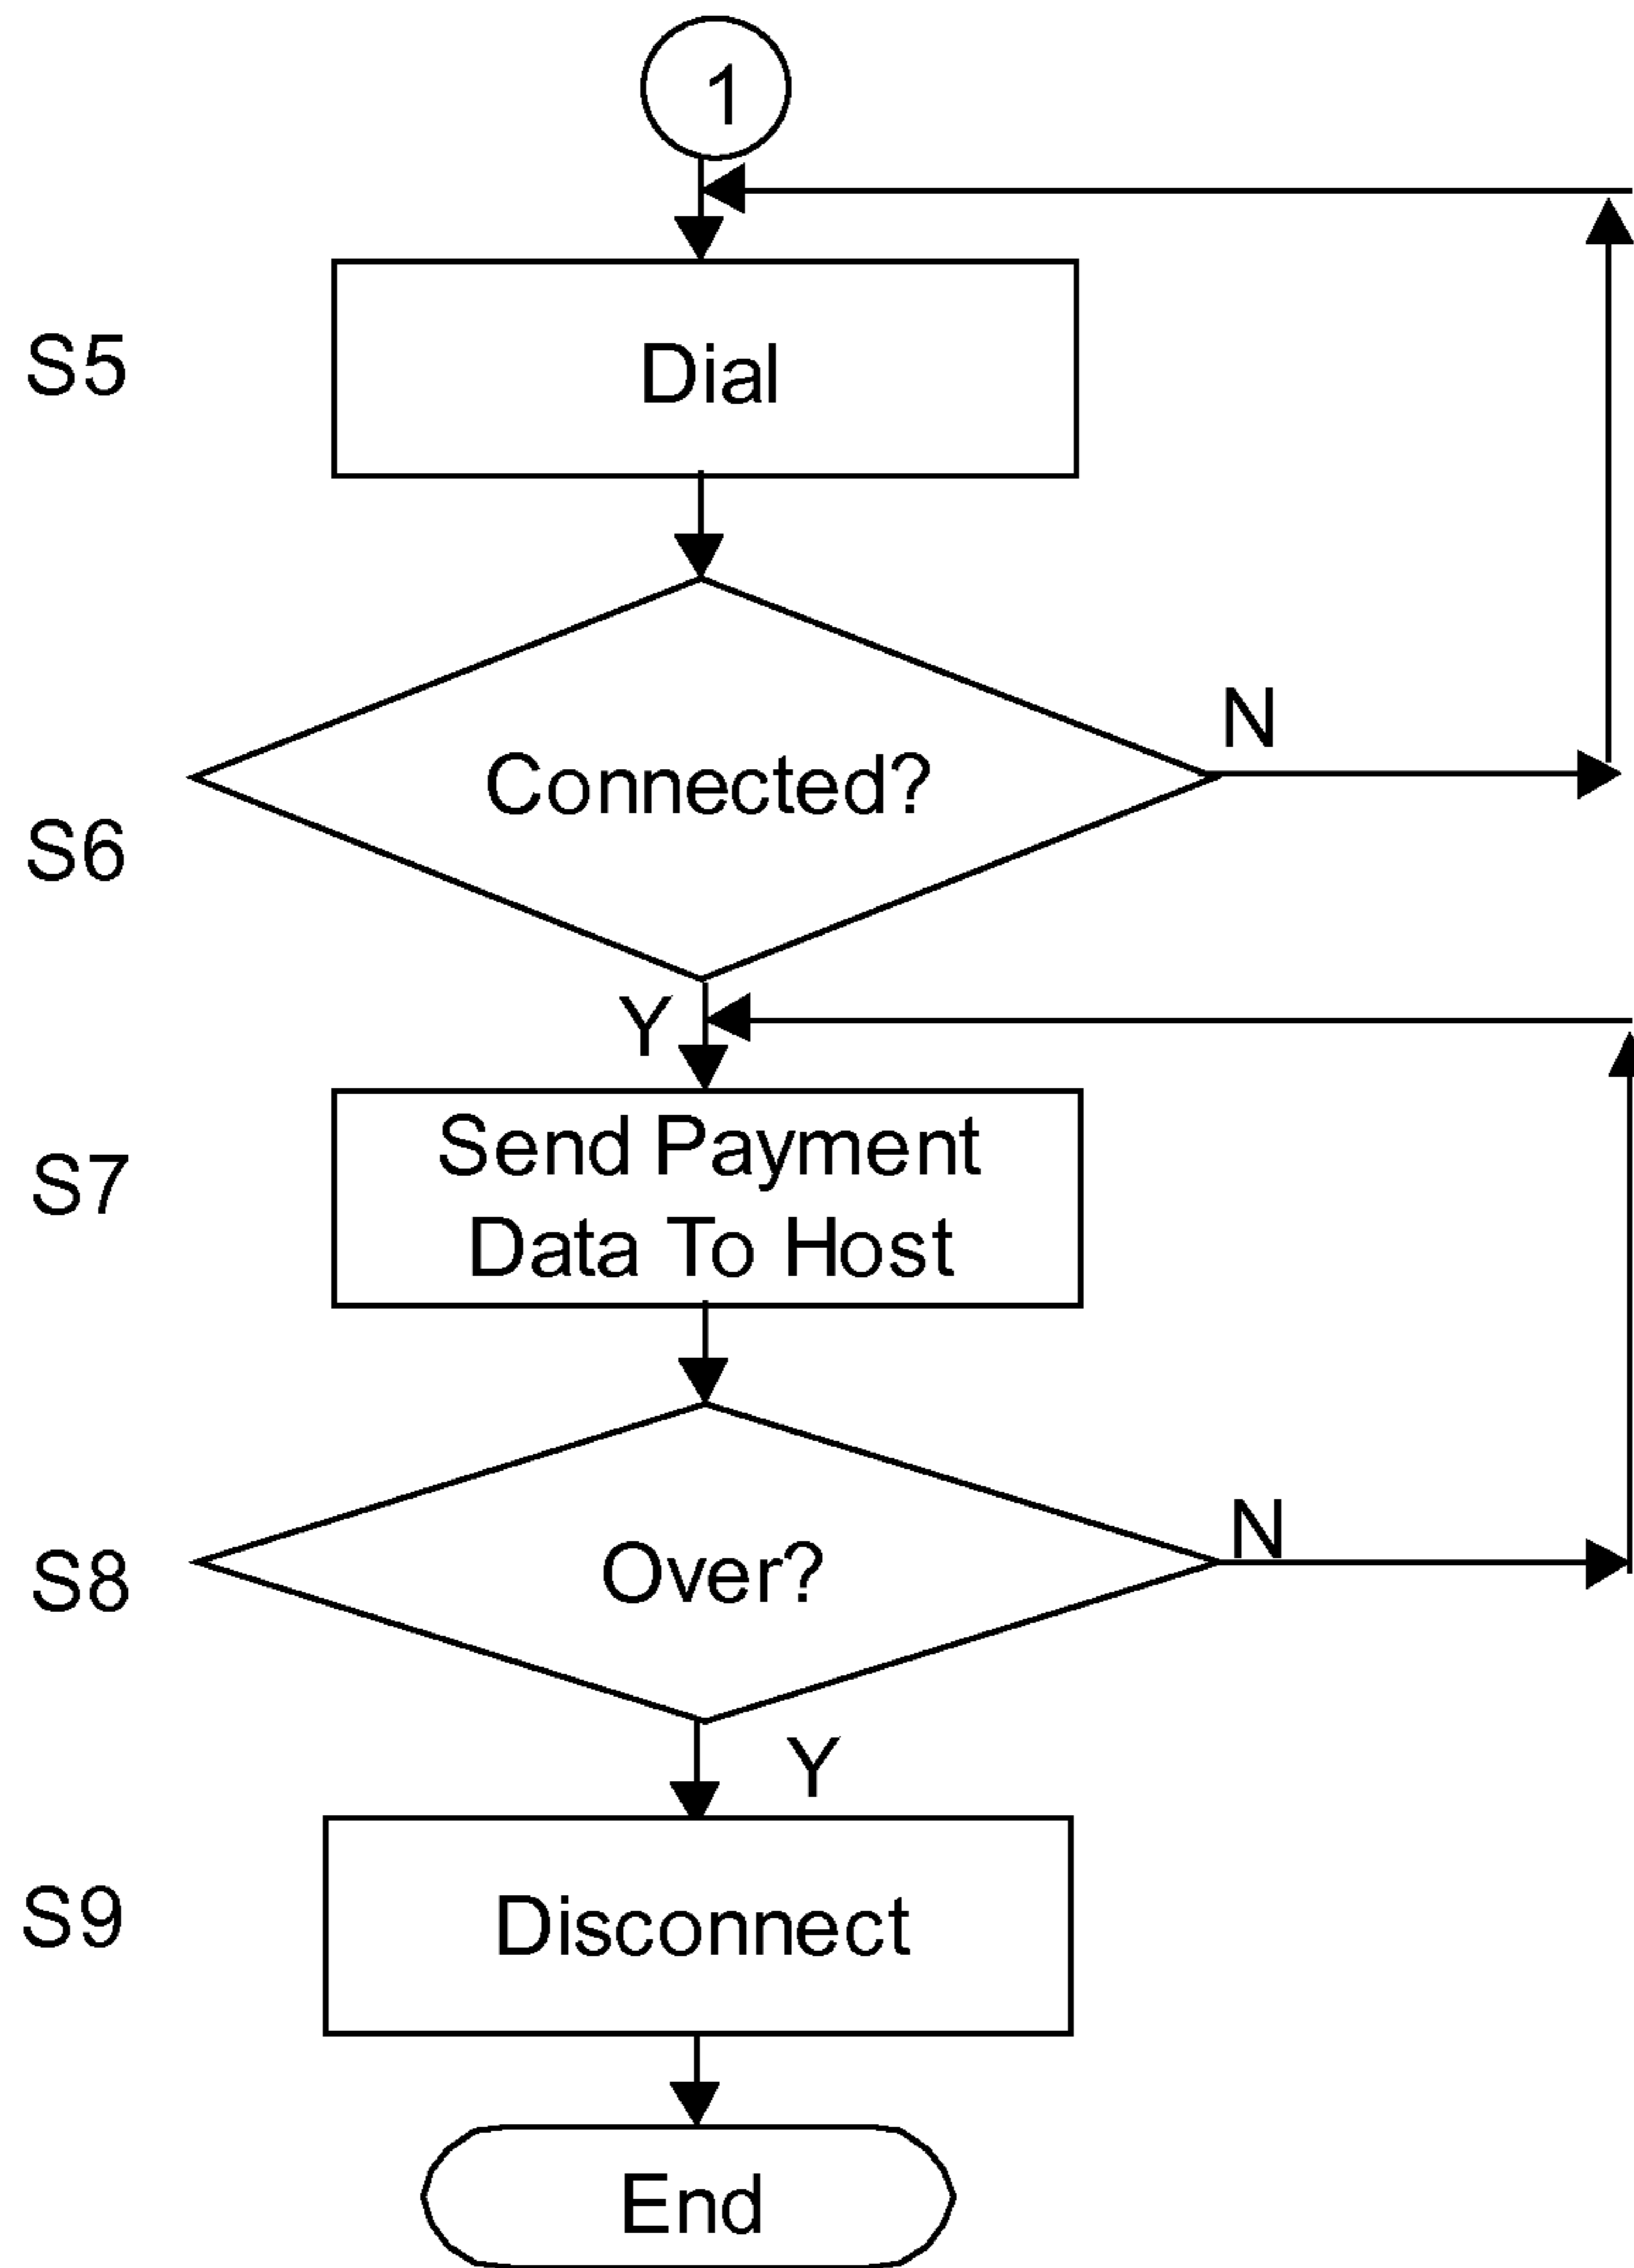 1
S5
Dial
N
Connected?
S6
Y
Send Payment
S7
Data To Host
N
Over?
S8
Y
S9
Disconnect
End